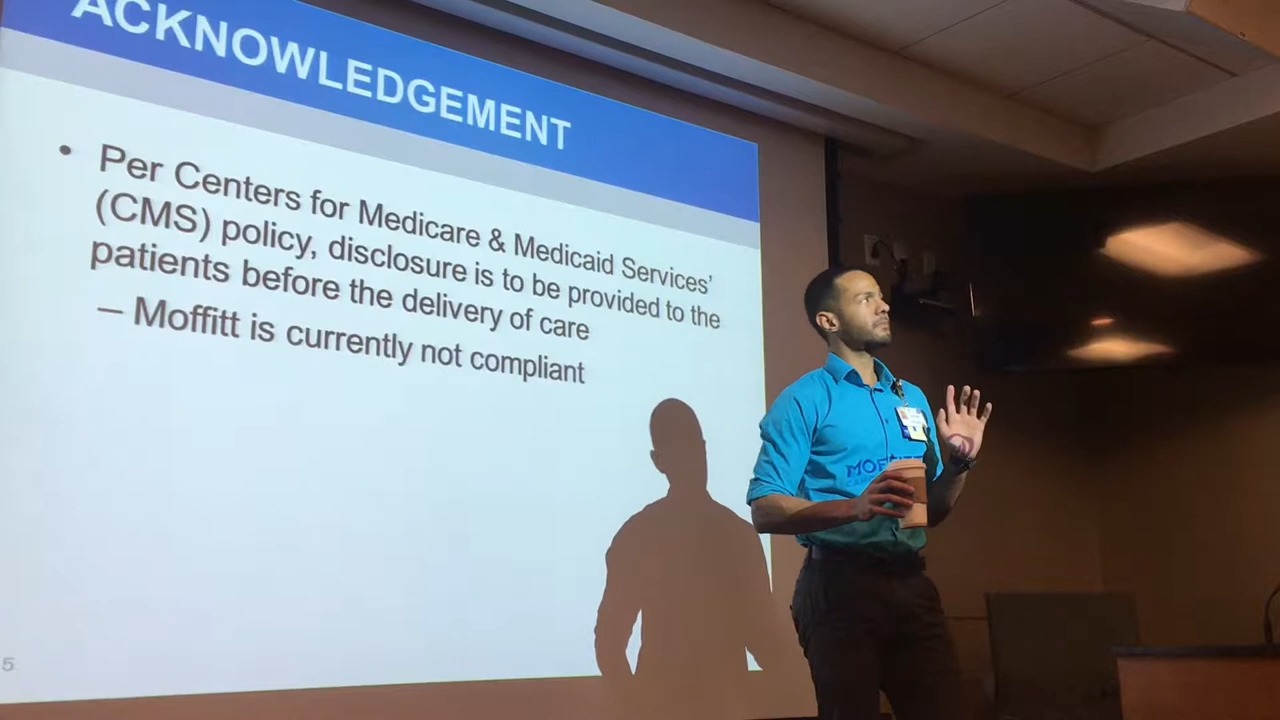 ACKNOWLEDGEMENT
• Per Centers for Medicare & Medicaid Services'
(CMS) policy, disclosure is to be provided to the
patients before the delivery of care
– Moffitt is currently not compliant
5